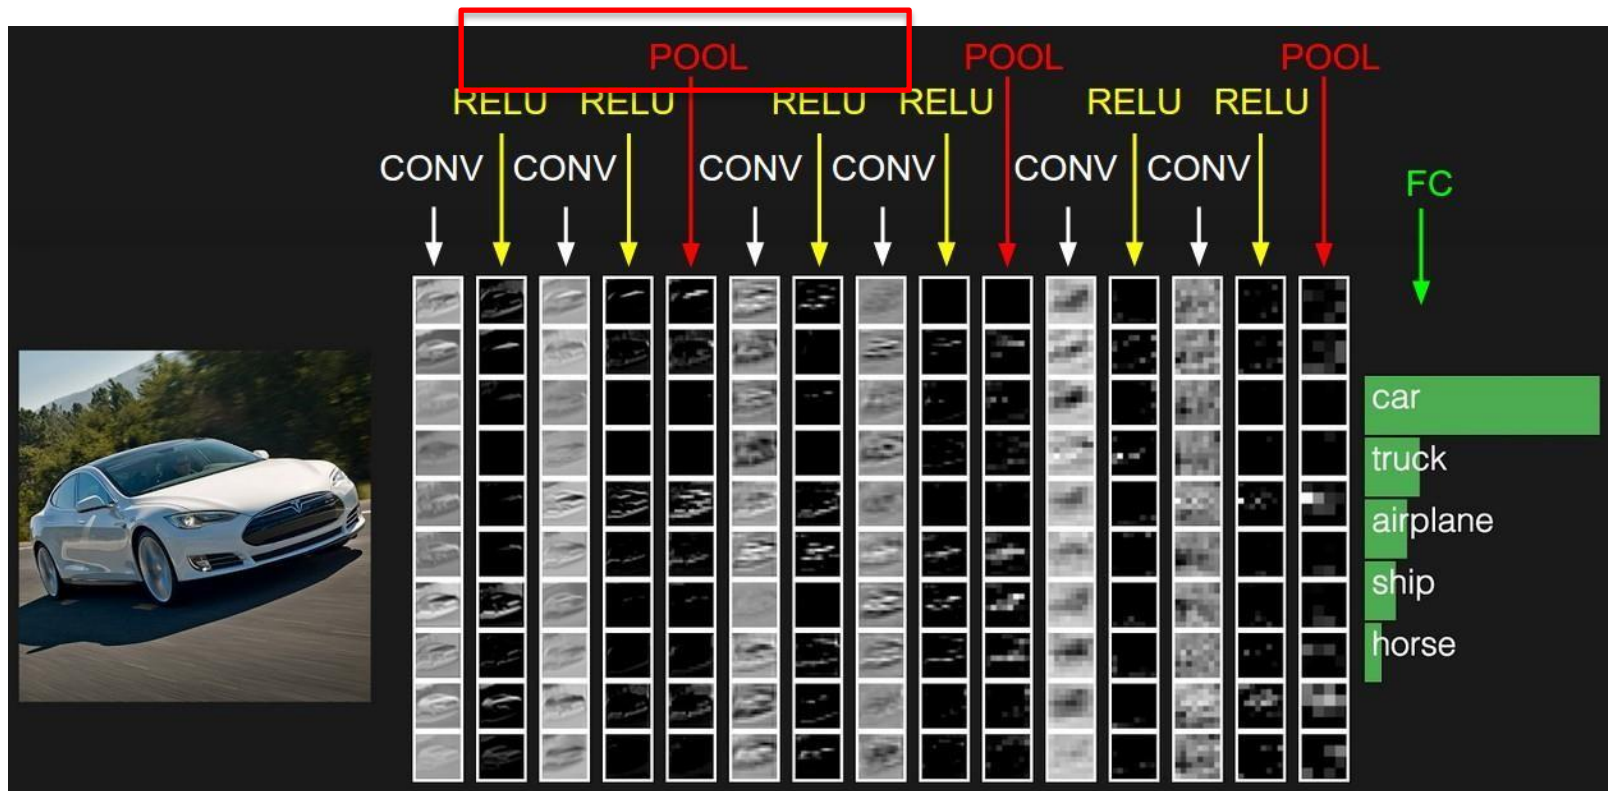 POOL POOL POOL
RELU RELU RELU RELU RELU RELU
CONV CONV CONV CONV CONV CONV
FC
car
truck
airplane
ship
horse